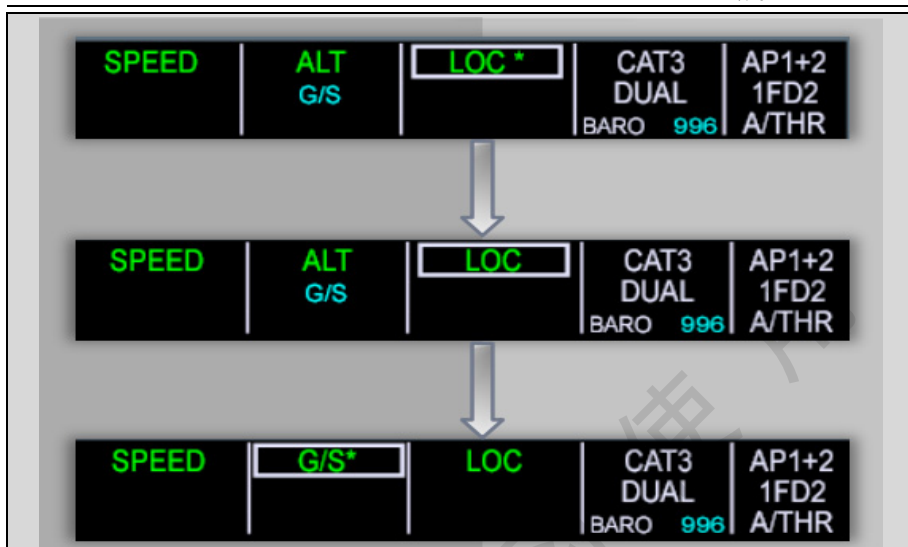 SPEED ALT LOC * CAT3 AP1+2
G/S DUAL 1FD2
BARO 996 A/THR
SPEED ALT LOC CAT3 AP1+2
G/S DUAL 1FD2
BARO 996 A/THR
SPEED G/S* LOC CAT3 AP1+2
DUAL 1FD2
BARO 996 A/THR
使